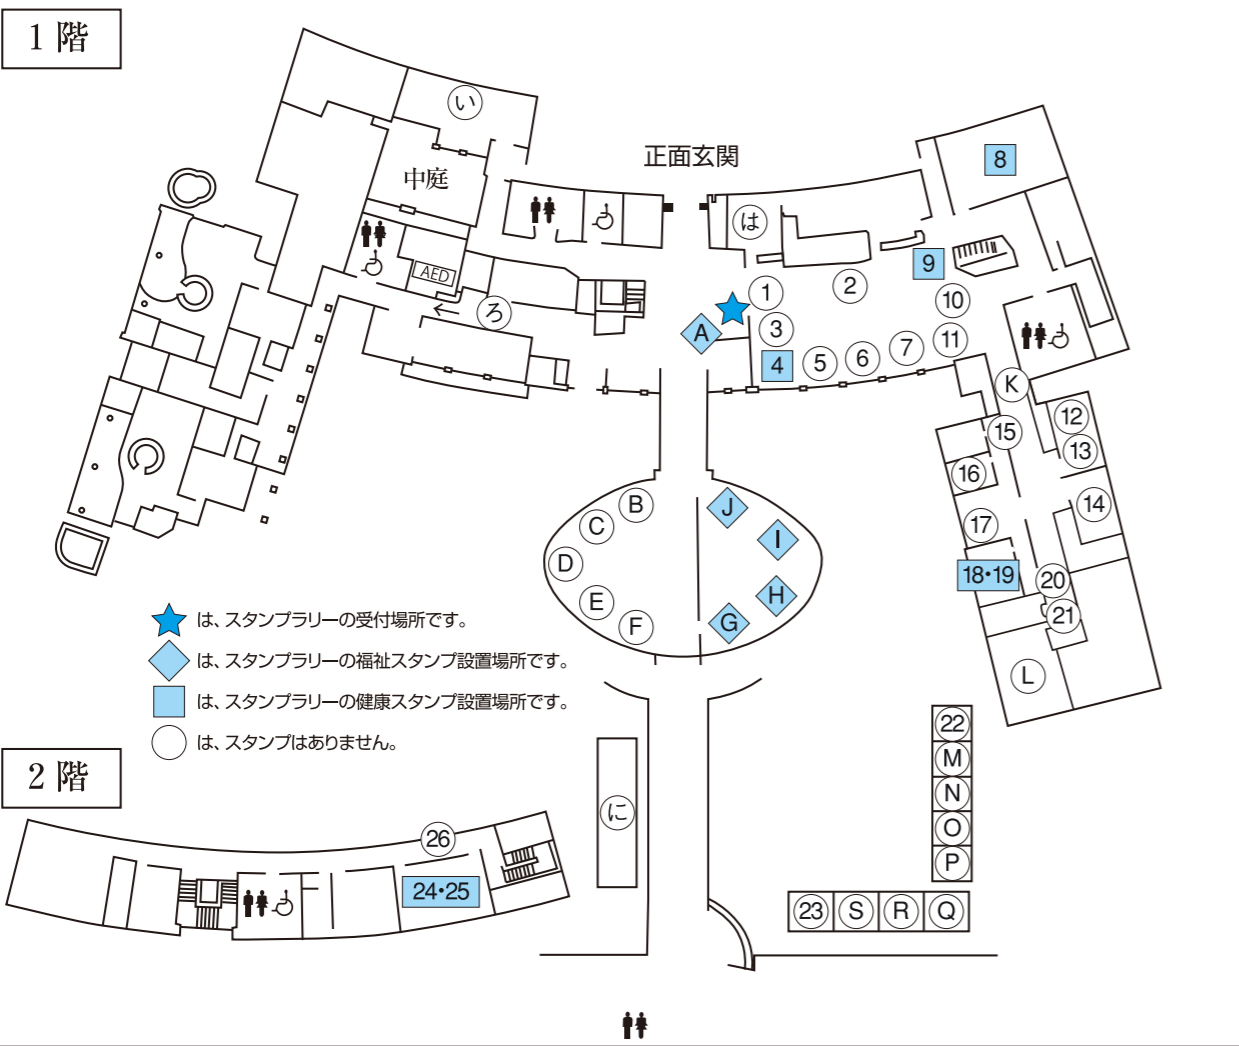 1階
い
正面玄関
8
中庭
は
AED
9
ろ
1
2
10
A
3
4
5
6
7
11
K
12
15
13
16
14
B
J
C
17
I
D
18・19
20
E
H
21
F
G
L
は、スタンプラリーの受付場所です。
は、スタンプラリーの福祉スタンプ設置場所です。
は、スタンプラリーの健康スタンプ設置場所です。
は、スタンプはありません。
22
M
N
O
P
に
23
S
R
Q
2階
26
24・25